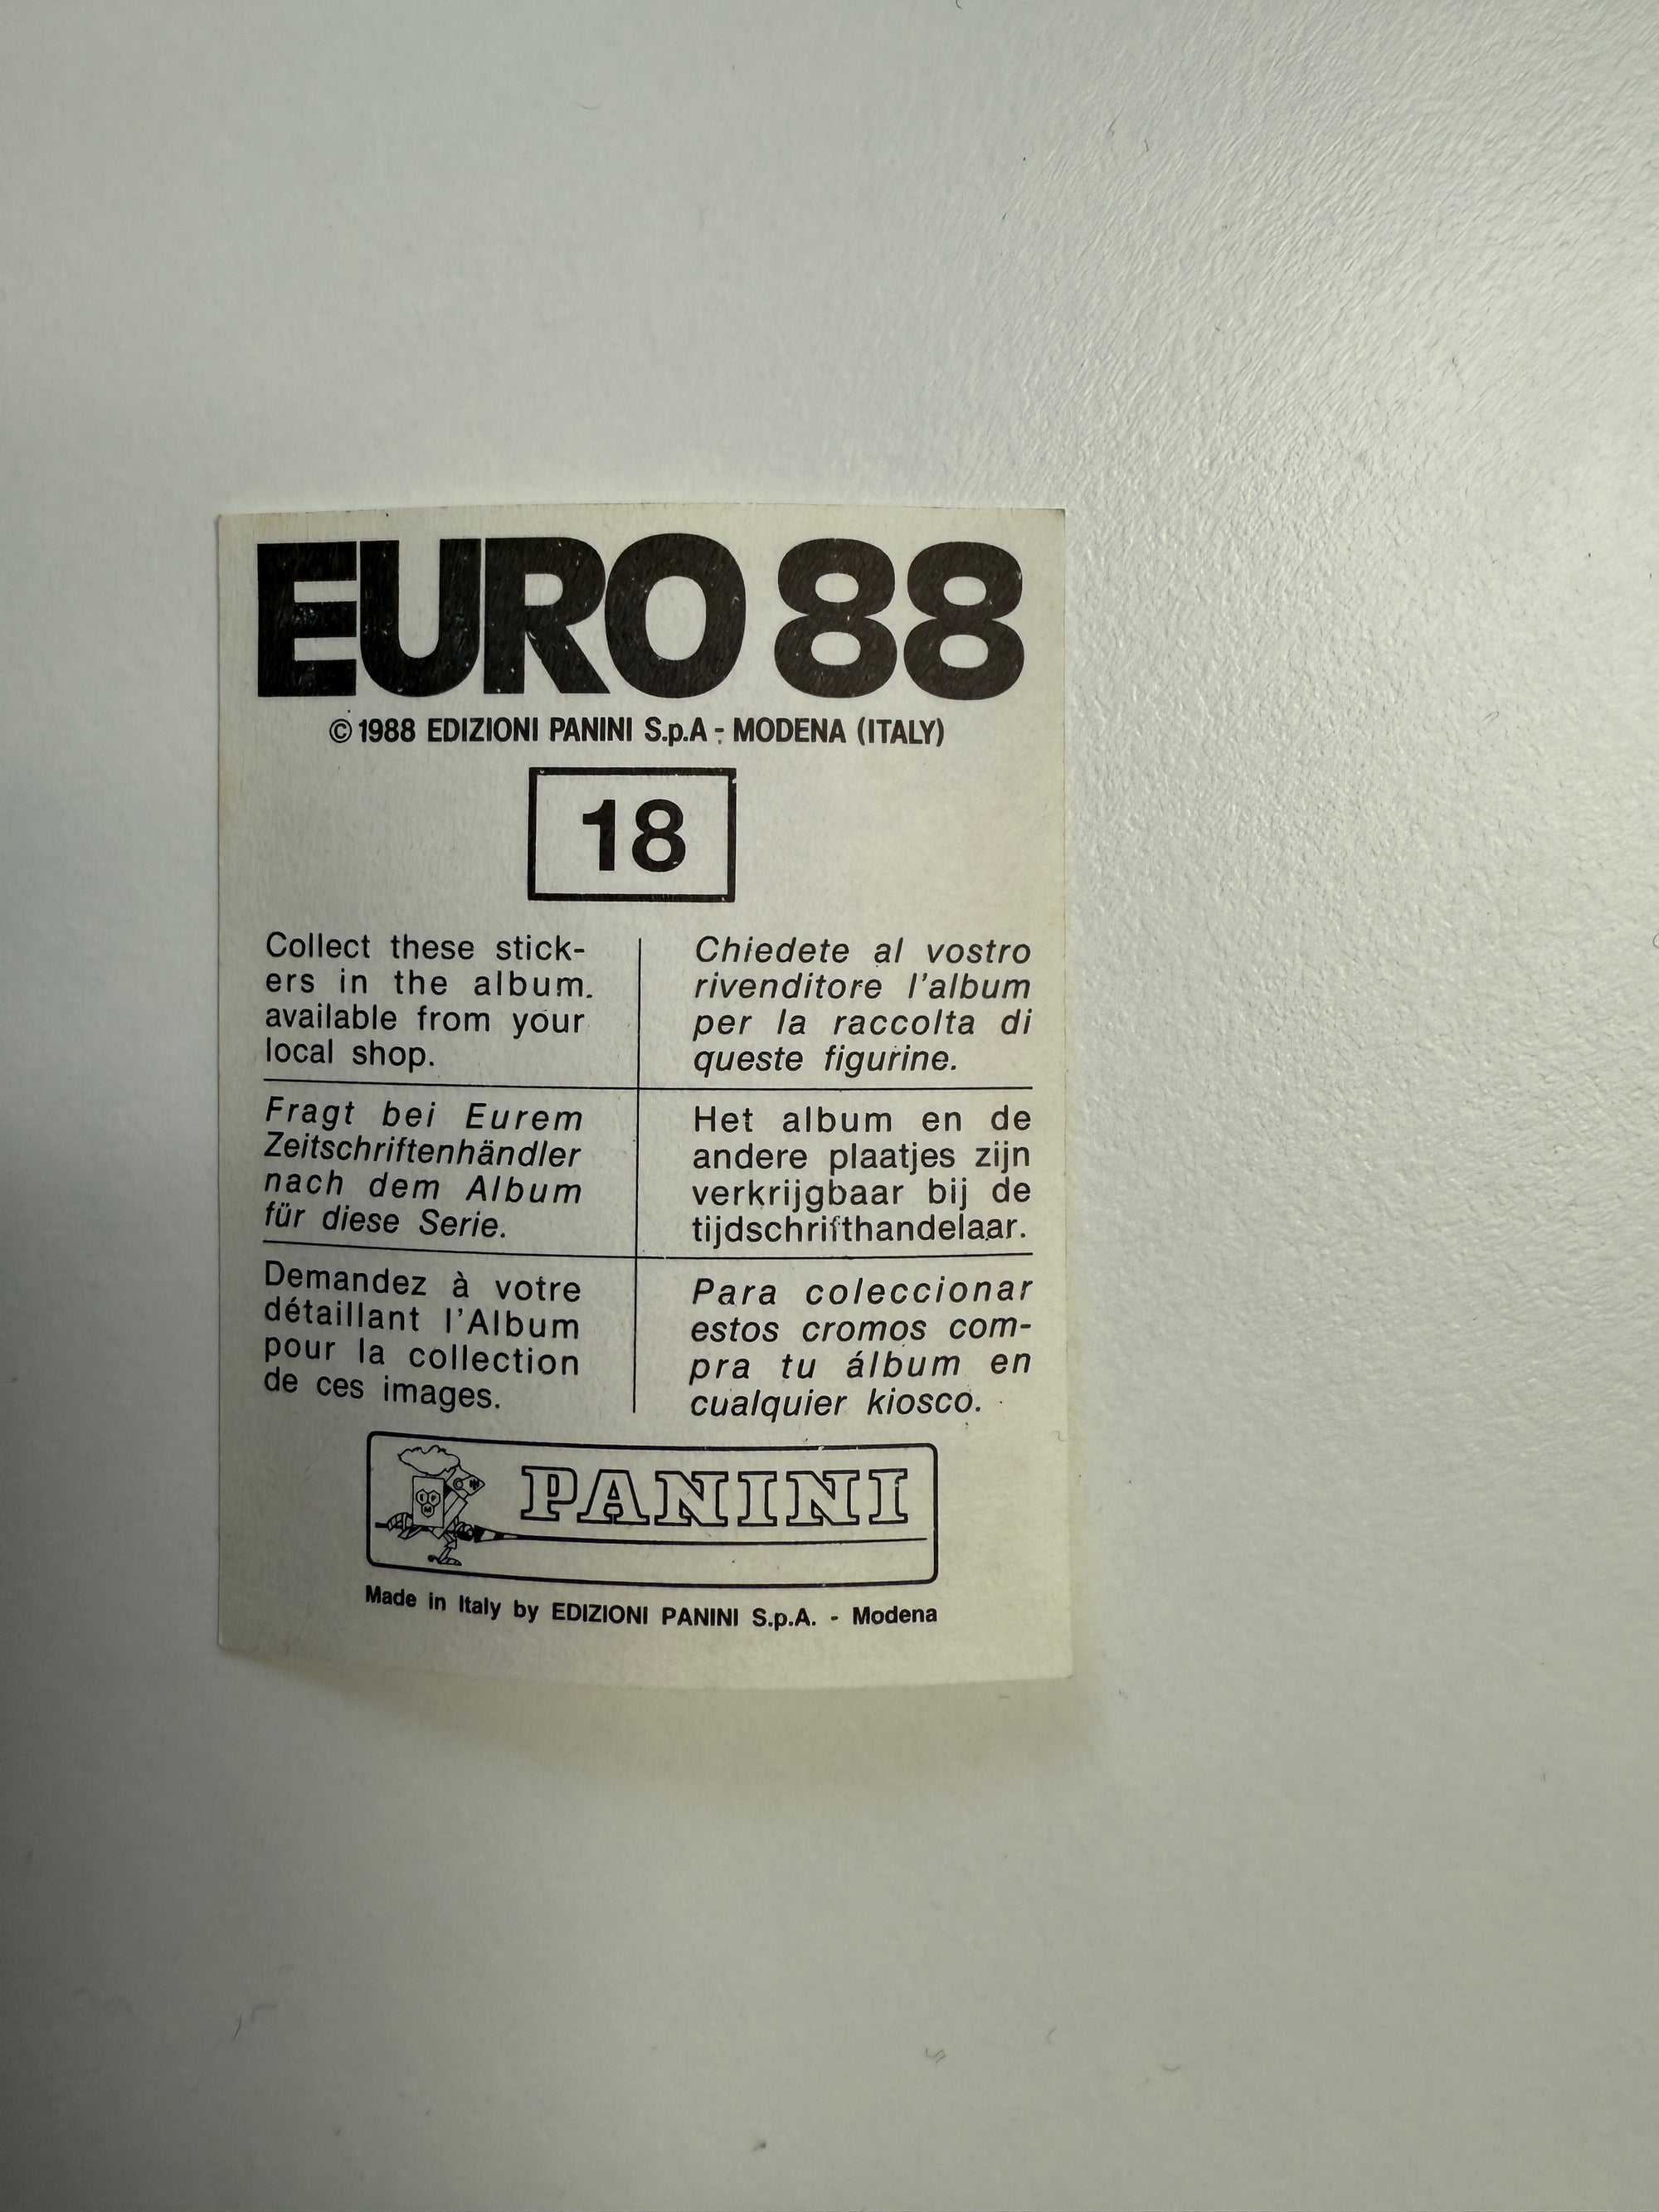 EURO 88
© 1988 EDIZIONI PANINI S.p.A - MODENA (ITALY)
18
Collect these stick-
ers in the album.
available from your
local shop.
Chiedete al vostro
rivenditore l'album
per la raccolta di
queste figurine.
Fragt bei Eurem
Zeitschriftenhändler
nach dem Album
für diese Serie.
Het album en de
andere plaatjes zijn
verkrijgbaar bij de
tijdschrifthandelaar.
Demandez à votre
détaillant l'Album
pour la collection
de ces images.
Para coleccionar
estos cromos com-
pra tu álbum en
cualquier kiosco.
PANINI
Made in Italy by EDIZIONI PANINI S.p.A. - Modena